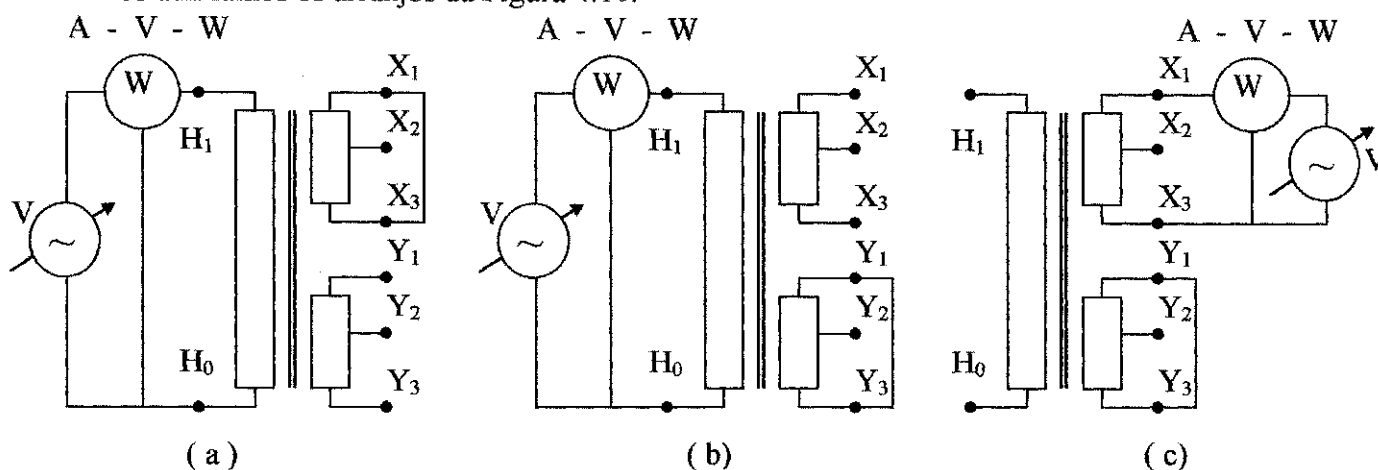 A - V - W
W
V
~
H₁
H₀
X₁
X₂
X₃
Y₁
Y₂
Y₃
( a )
A - V - W
W
V
~
H₁
H₀
X₁
X₂
X₃
Y₁
Y₂
Y₃
( b )
A - V - W
W
V
~
H₁
H₀
X₁
X₂
X₃
Y₁
Y₂
Y₃
( c )